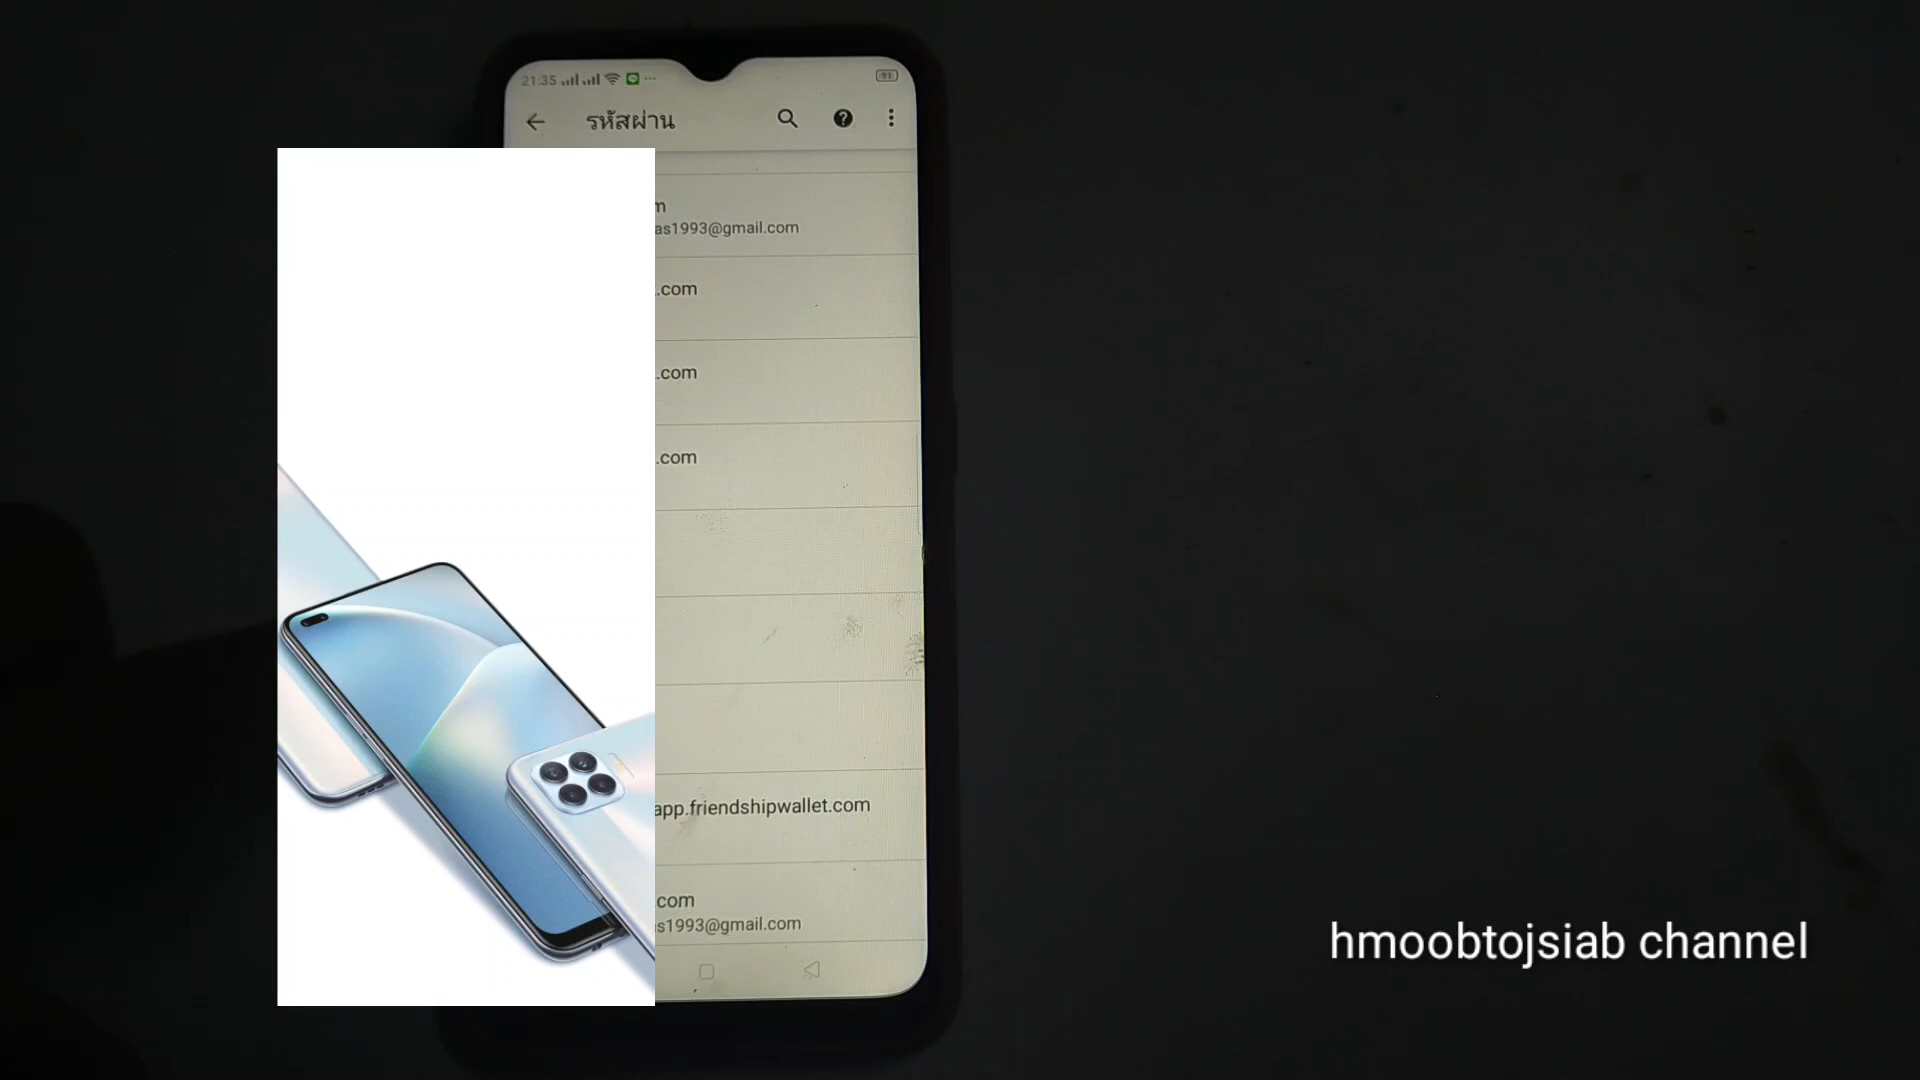 21:35
91
รหัสผ่าน
m
as1993@gmail.com
.com
.com
.com
app.friendshipwallet.com
.com
s1993@gmail.com
hmoobtojsiab channel